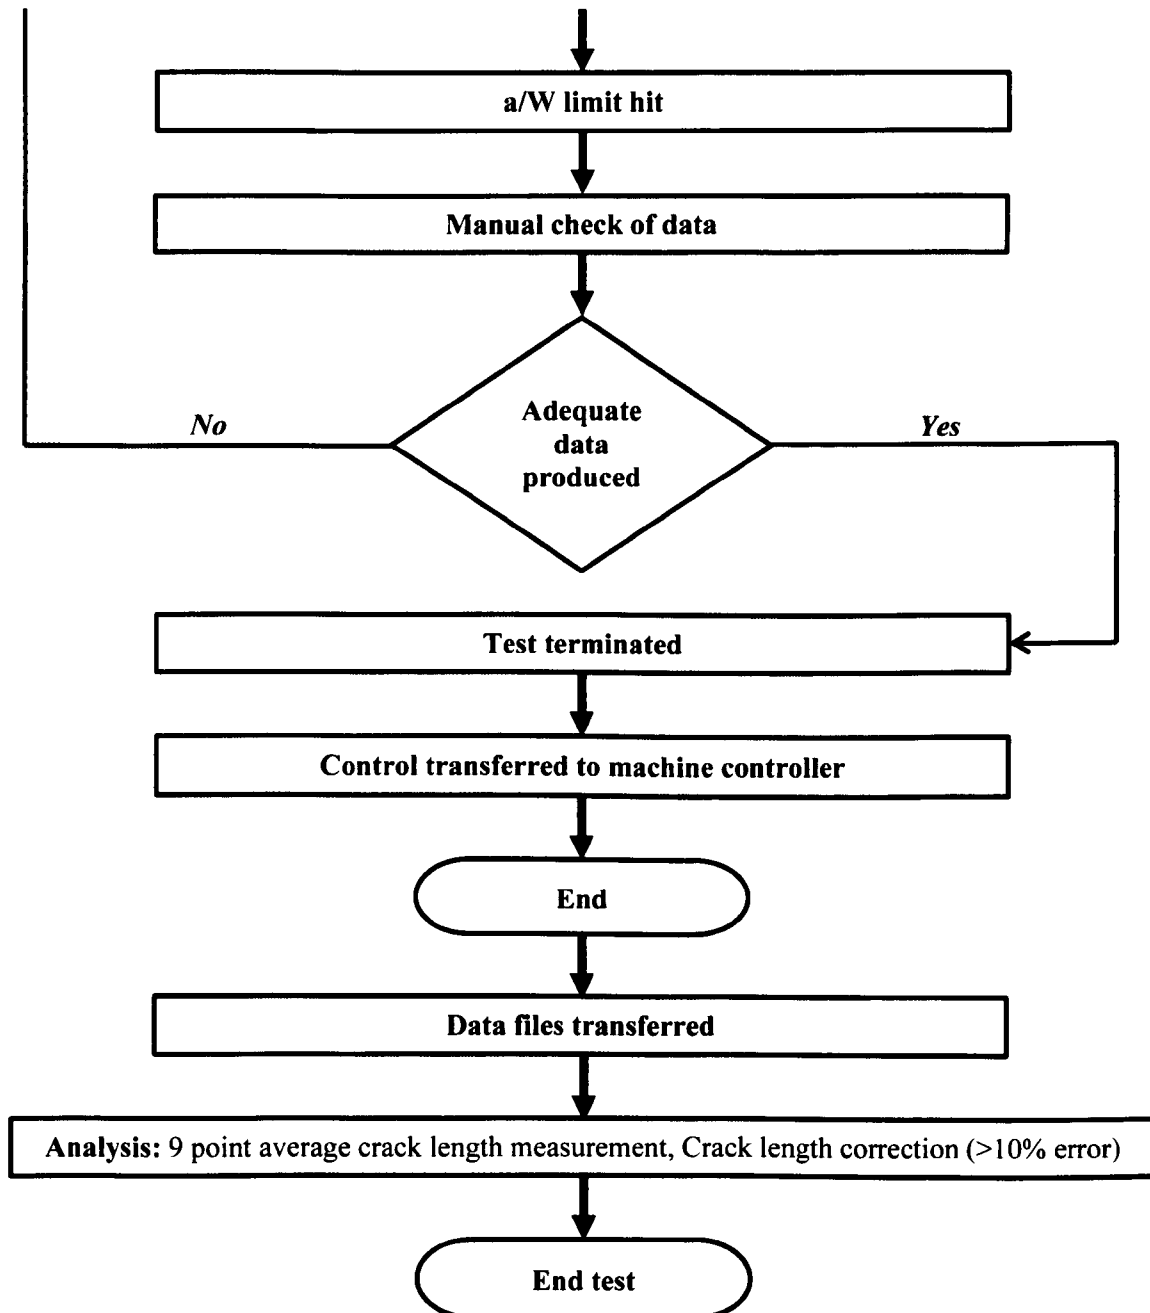 a/W limit hit
Manual check of data
Adequate
data
produced
No
Yes
Test terminated
Control transferred to machine controller
End
Data files transferred
Analysis: 9 point average crack length measurement, Crack length correction (>10% error)
End test